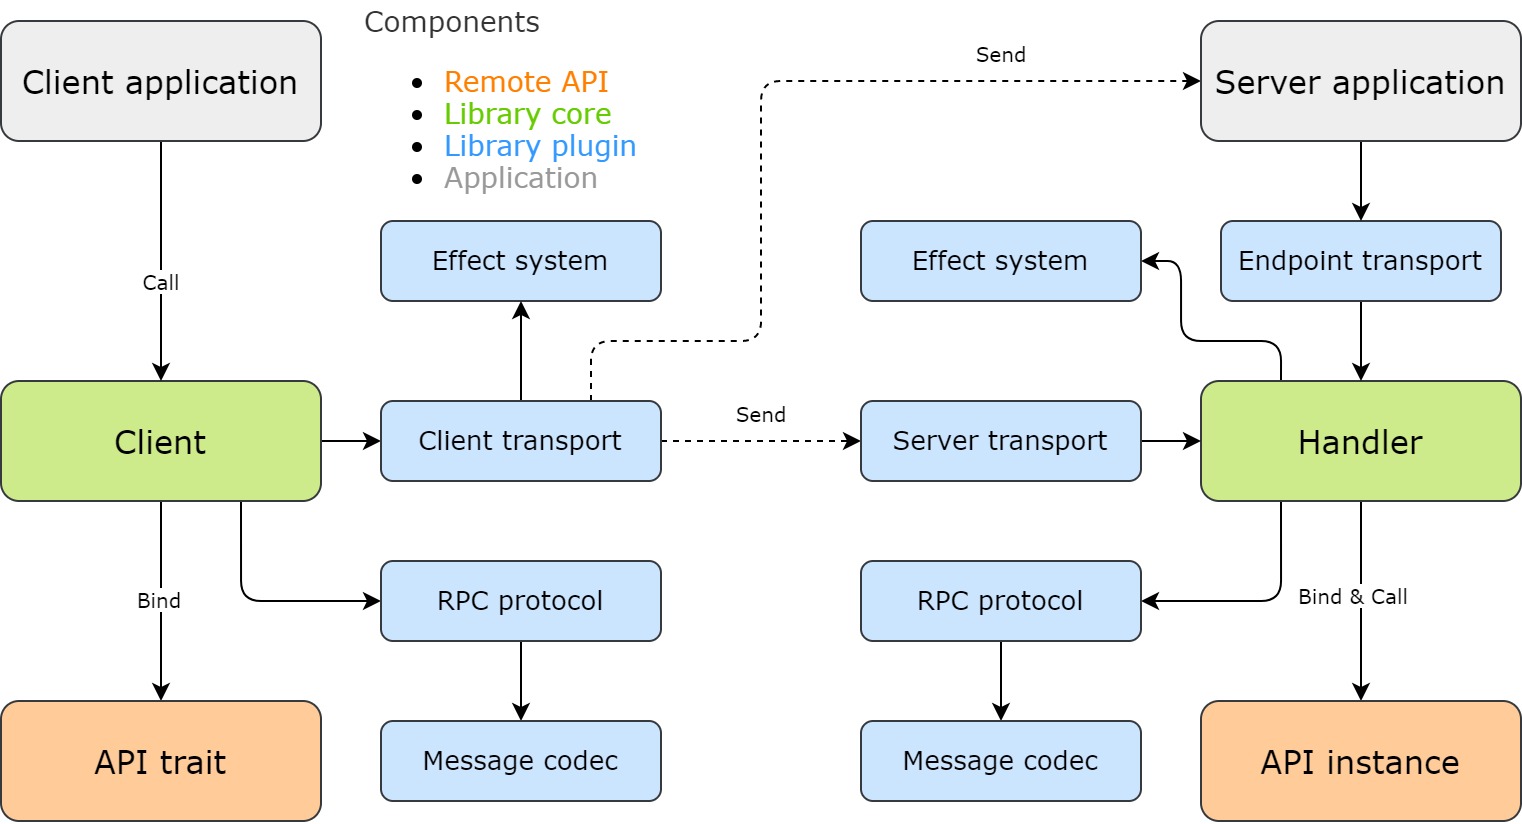 Components
Client application
Remote API
Library core
Library plugin
Application
Send
Server application
Effect system
Effect system
Endpoint transport
Call
Client
Client transport
Send
Server transport
Handler
Bind
RPC protocol
RPC protocol
Bind & Call
API trait
Message codec
Message codec
API instance